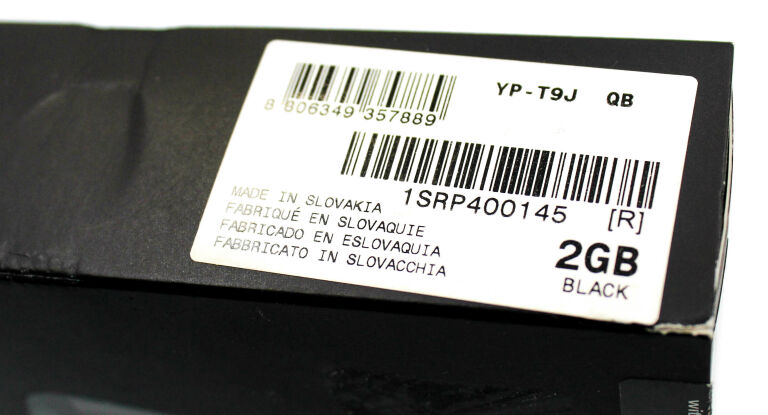 YP-T9J QB
8 806349 357889
1SRP400145 [R]
MADE IN SLOVAKIA
FABRIQUÉ EN SLOVAQUIE
FABRICADO EN ESLOVAQUIA
FABBRICATO IN SLOVACCHIA
2GB
BLACK